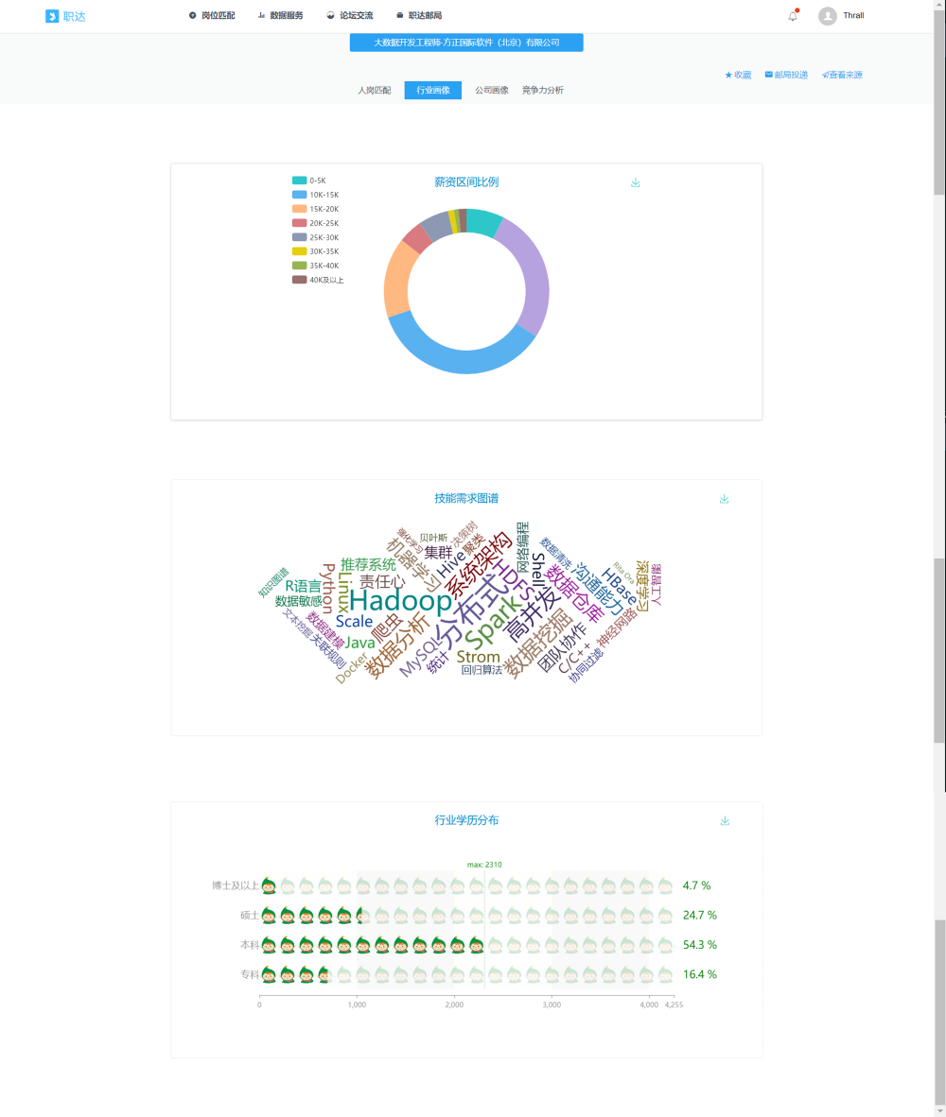 职达
岗位匹配 数据服务 论坛交流 职达邮局 Thrall
大数据开发工程师-方正国际软件（北京）有限公司
收藏 邮局投递 查看来源
人岗匹配 行业画像 公司画像 竞争力分析
薪资区间比例
0-5K
10K-15K
15K-20K
20K-25K
25K-30K
30K-35K
35K-40K
40K及以上
技能需求图谱
强化学习
贝叶斯
决策树
聚类
网络编程
机器学习
集群
Hive
系统架构
数据清洗
推荐系统
责任心
HDFS
Shell
沟通能力
深度学习
HBase
知识图谱
R语言
Python
Linux
Hadoop
分布式
Spark
高并发
数据仓库
数据敏感
Scale
爬虫
数据分析
数据挖掘
团队协作
神经网路
文本挖掘
数据建模
关联规则
Java
MySQL
统计
Strom
C/C++
Docker
回归算法
协同过滤
行业学历分布
max: 2310
博士及以上 4.7 %
硕士 24.7 %
本科 54.3 %
专科 16.4 %
0 1,000 2,000 3,000 4,000 4,255